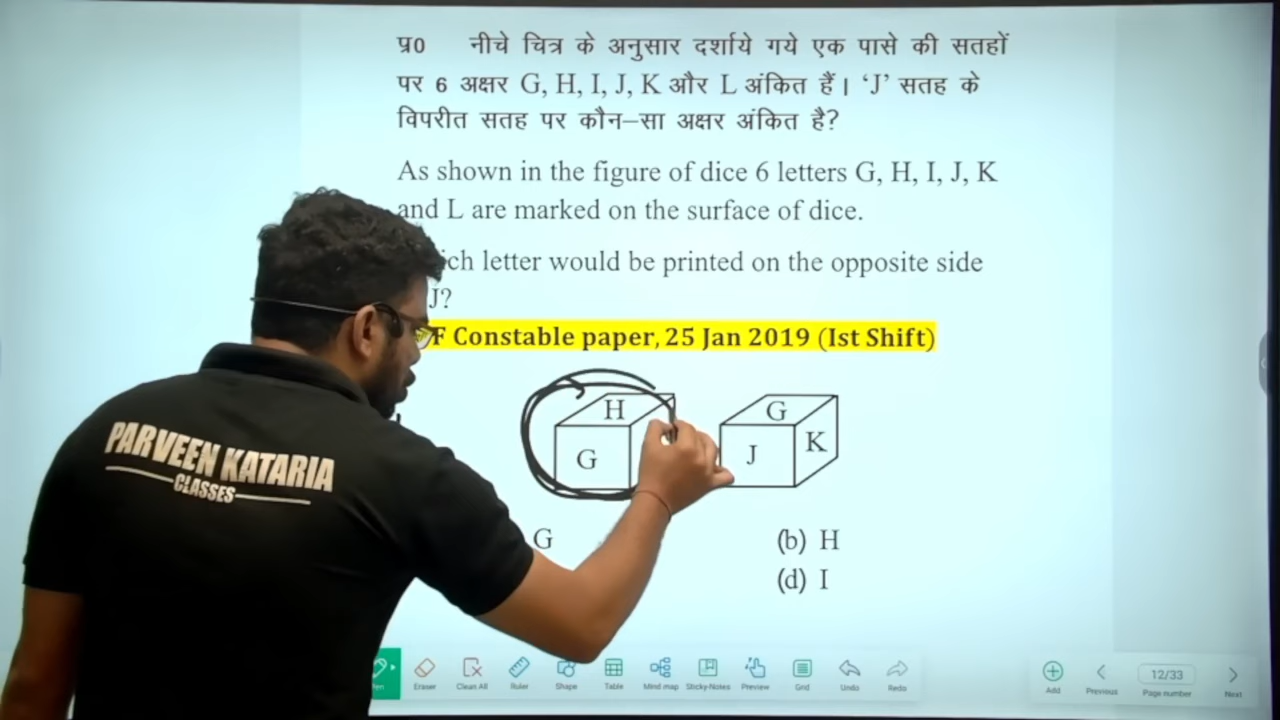 प्र0 नीचे चित्र के अनुसार दर्शाये गये एक पासे की सतहों
पर 6 अक्षर G, H, I, J, K और L अंकित हैं। ‘J’ सतह के
विपरीत सतह पर कौन–सा अक्षर अंकित है?
As shown in the figure of dice 6 letters G, H, I, J, K
and L are marked on the surface of dice.
letter would be printed on the opposite side
J?
F Constable paper, 25 Jan 2019 (Ist Shift)
H
G
G
J
K
G
(b) H
(d) I
PARVEEN KATARIA
CLASSES
Eraser
Clean All
Ruler
Shape
Table
Mind map
Sticky-Notes
Preview
Grid
Undo
Redo
Add
Previous
12/33
Page number
Next